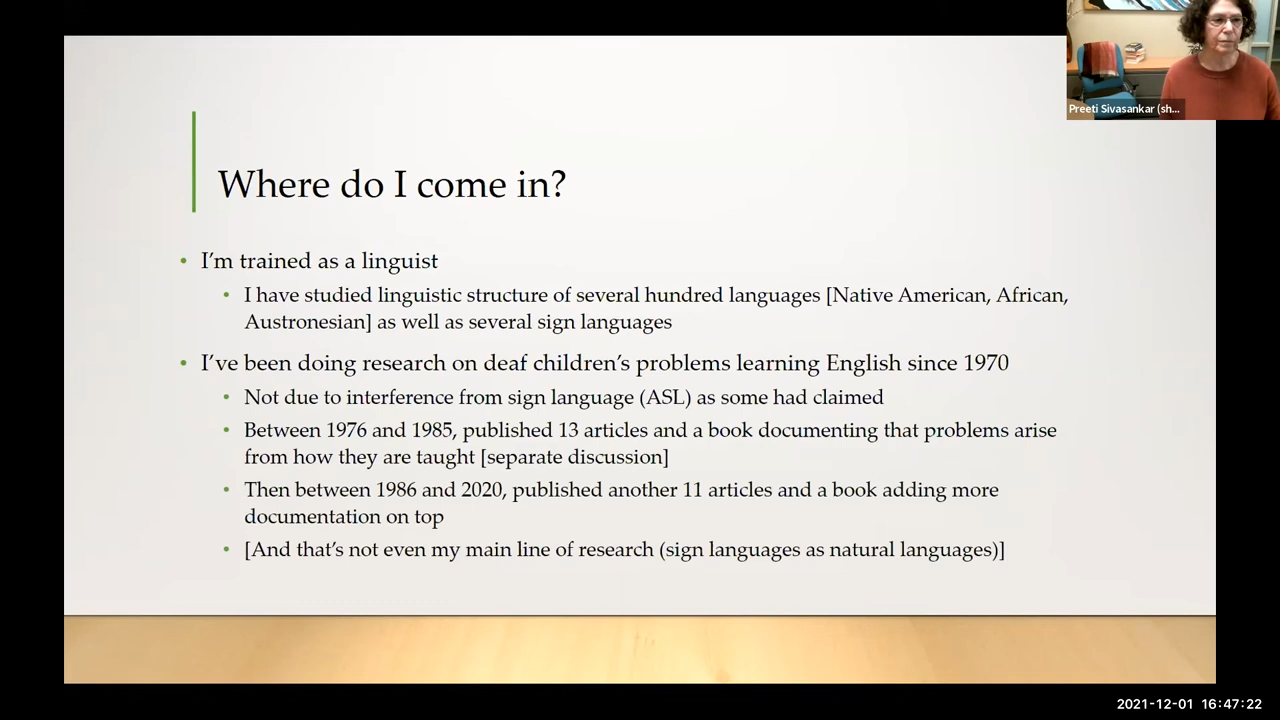 Preeti Sivasankar (sh...
Where do I come in?
• I'm trained as a linguist
• I have studied linguistic structure of several hundred languages [Native American, African,
Austronesian] as well as several sign languages
• I've been doing research on deaf children's problems learning English since 1970
• Not due to interference from sign language (ASL) as some had claimed
• Between 1976 and 1985, published 13 articles and a book documenting that problems arise
from how they are taught [separate discussion]
• Then between 1986 and 2020, published another 11 articles and a book adding more
documentation on top
• [And that's not even my main line of research (sign languages as natural languages)]
2021-12-01 16:47:22